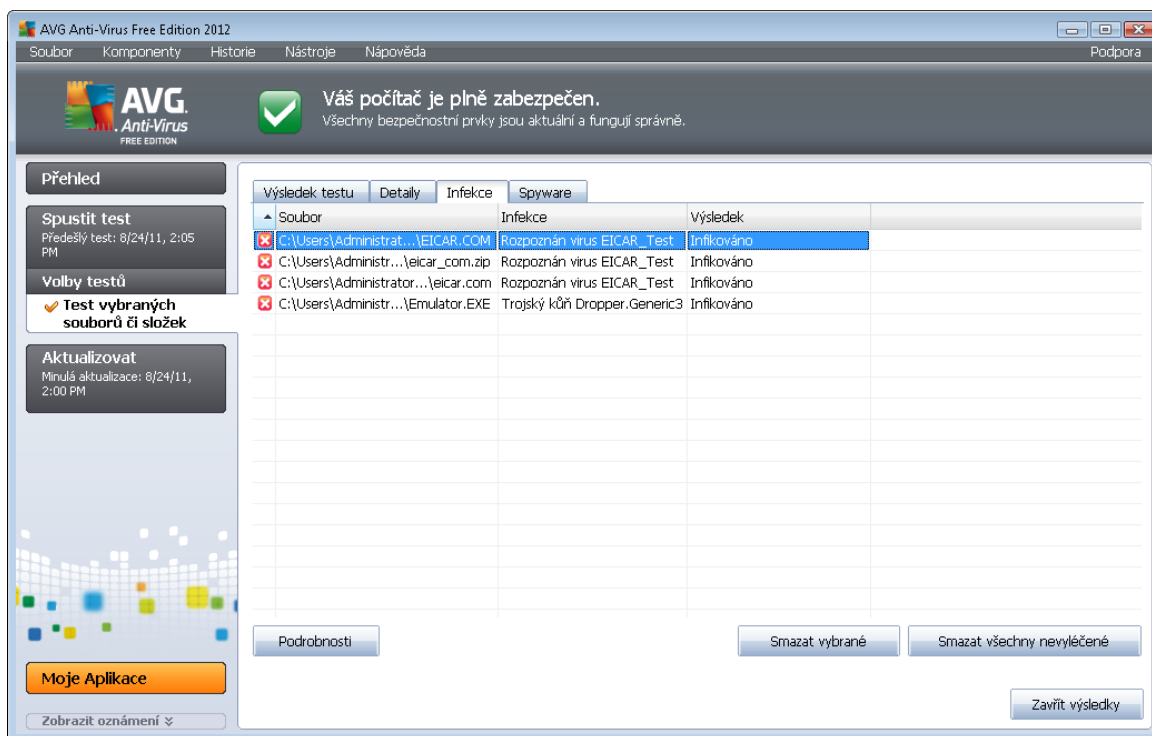 AVG Anti-Virus Free Edition 2012
Soubor Komponenty Historie Nástroje Nápověda Podpora
AVG.
Anti-Virus
FREE EDITION
Váš počítač je plně zabezpečen.
Všechny bezpečnostní prvky jsou aktuální a fungují správně.
Přehled
Spustit test
Předešlý test: 8/24/11, 2:05
PM
Volby testů
Test vybraných
souborů či složek
Aktualizovat
Minulá aktualizace: 8/24/11,
2:00 PM
Moje Aplikace
Zobrazit oznámení
Výsledek testu Detaily Infekce Spyware
Soubor Infekce Výsledek
C:\Users\Administrat...\EICAR.COM Rozpoznán virus EICAR_Test Infikováno
C:\Users\Administr...\eicar_com.zip Rozpoznán virus EICAR_Test Infikováno
C:\Users\Administrator...\eicar.com Rozpoznán virus EICAR_Test Infikováno
C:\Users\Administr...\Emulator.EXE Trojský kůň Dropper.Generic3 Infikováno
Podrobnosti Smazat vybrané Smazat všechny nevyléčené
Zavřít výsledky